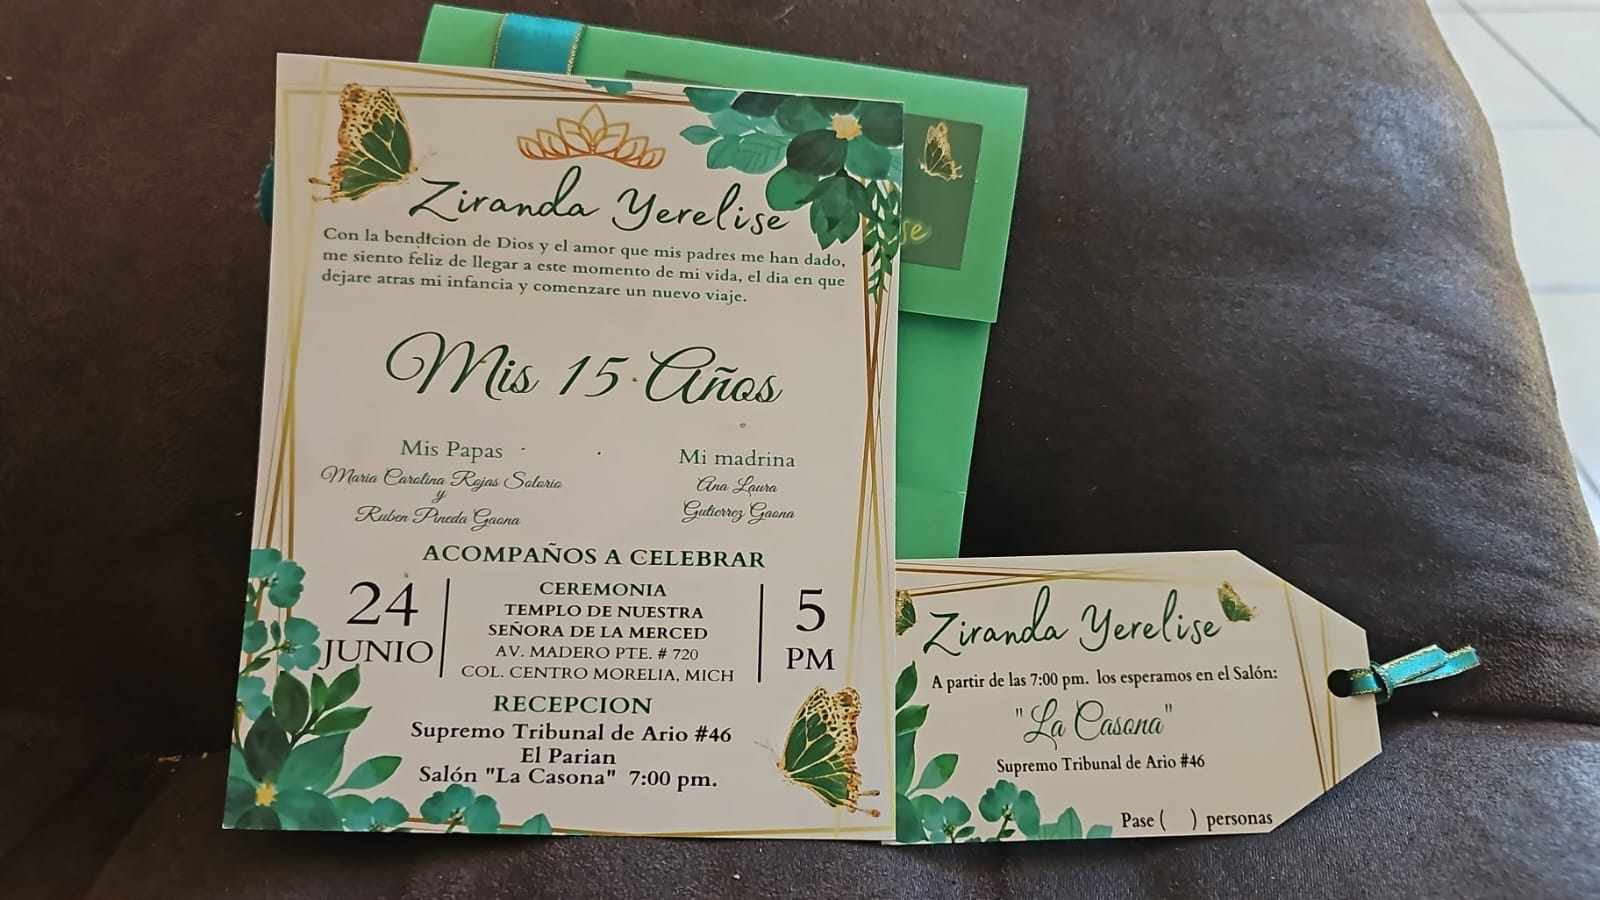 Ziranda Yerelise
Con la bendicion de Dios y el amor que mis padres me han dado,
me siento feliz de llegar a este momento de mi vida, el dia en que
dejare atras mi infancia y comenzare un nuevo viaje.
Mis 15 Años
Mis Papas
Maria Carolina Rojas Solorio
y
Ruben Pineda Gaona
Mi madrina
Ana Laura
Gutierrez Gaona
ACOMPAÑOS A CELEBRAR
24
JUNIO
CEREMONIA
TEMPLO DE NUESTRA
SEÑORA DE LA MERCED
AV. MADERO PTE. # 720
COL. CENTRO MORELIA, MICH
5
PM
RECEPCION
Supremo Tribunal de Ario #46
El Parian
Salón "La Casona" 7:00 pm.
se
Ziranda Yerelise
A partir de las 7:00 pm. los esperamos en el Salón:
"La Casona"
Supremo Tribunal de Ario #46
Pase ( ) personas